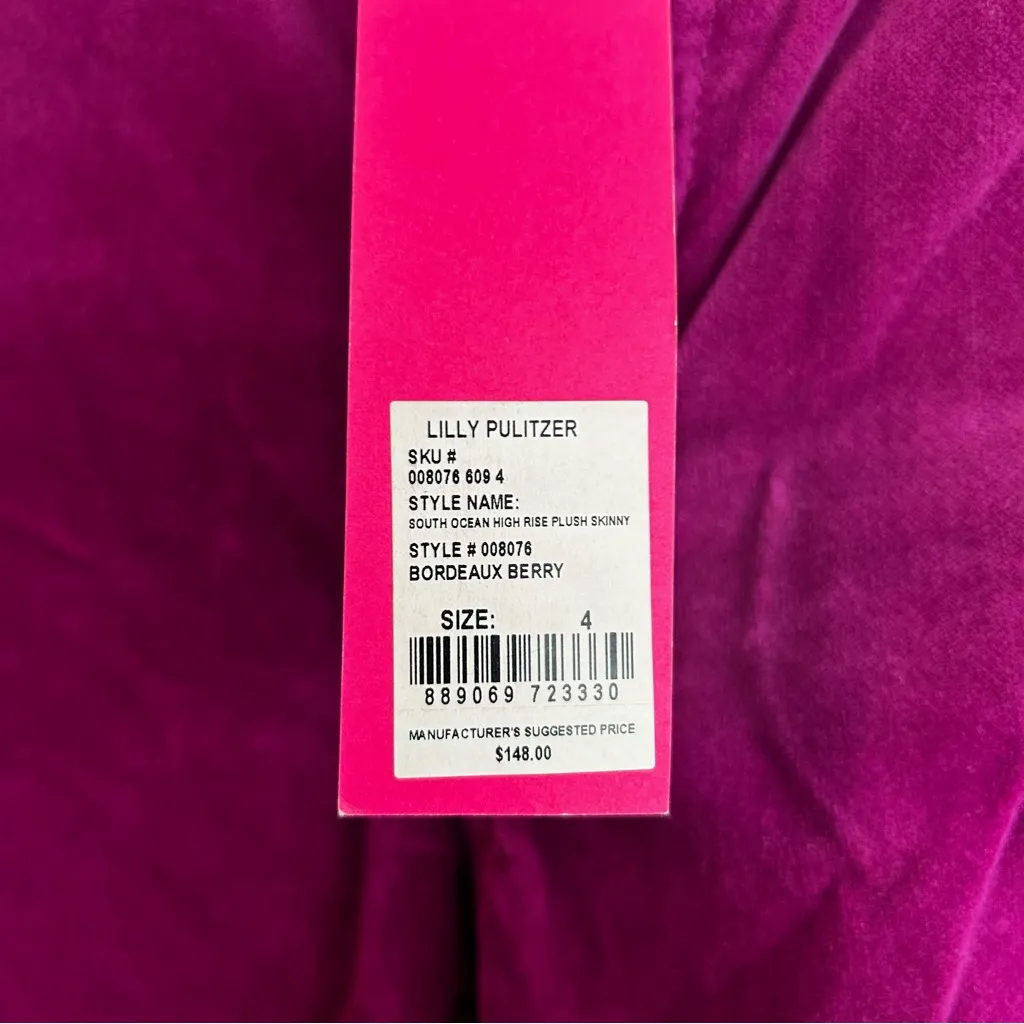 LILLY PULITZER
SKU #
008076 609 4
STYLE NAME:
SOUTH OCEAN HIGH RISE PLUSH SKINNY
STYLE # 008076
BORDEAUX BERRY
SIZE: 4
889069 723330
MANUFACTURER'S SUGGESTED PRICE
$148.00